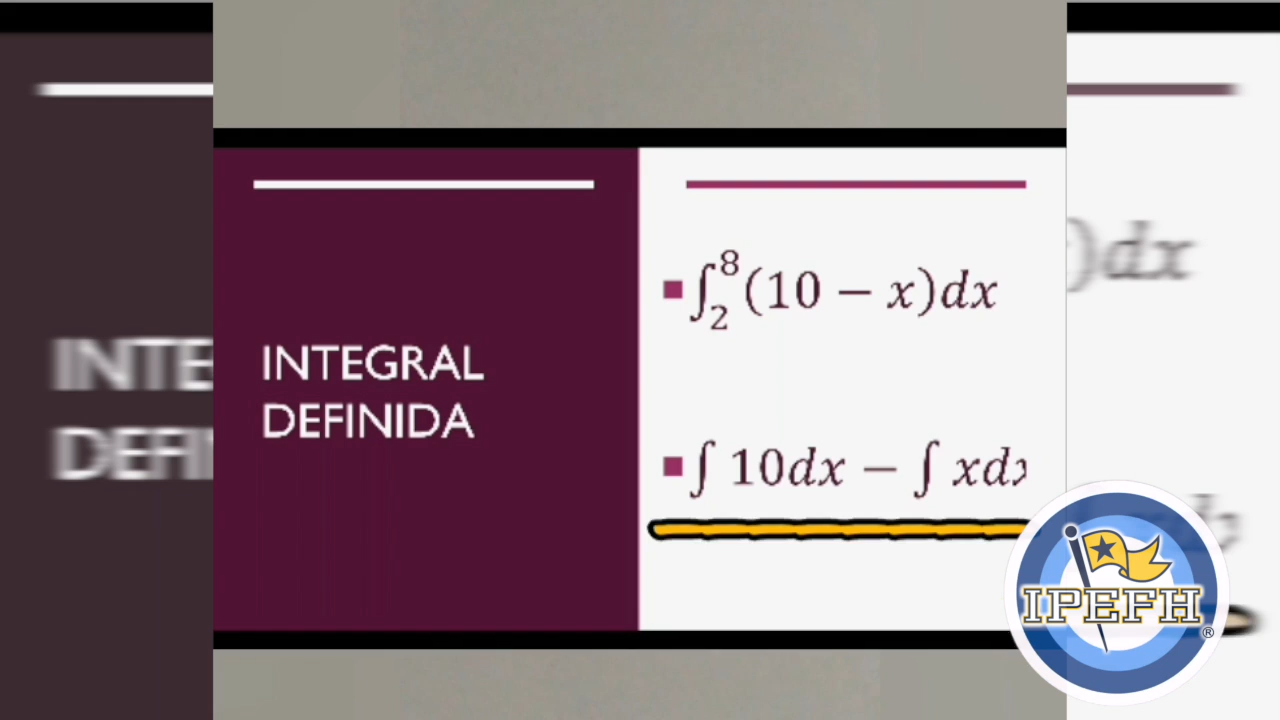 INTEGRAL
DEFINIDA
∫₂⁸(10 − x)dx
∫ 10dx − ∫ xdx
IPEFH
®